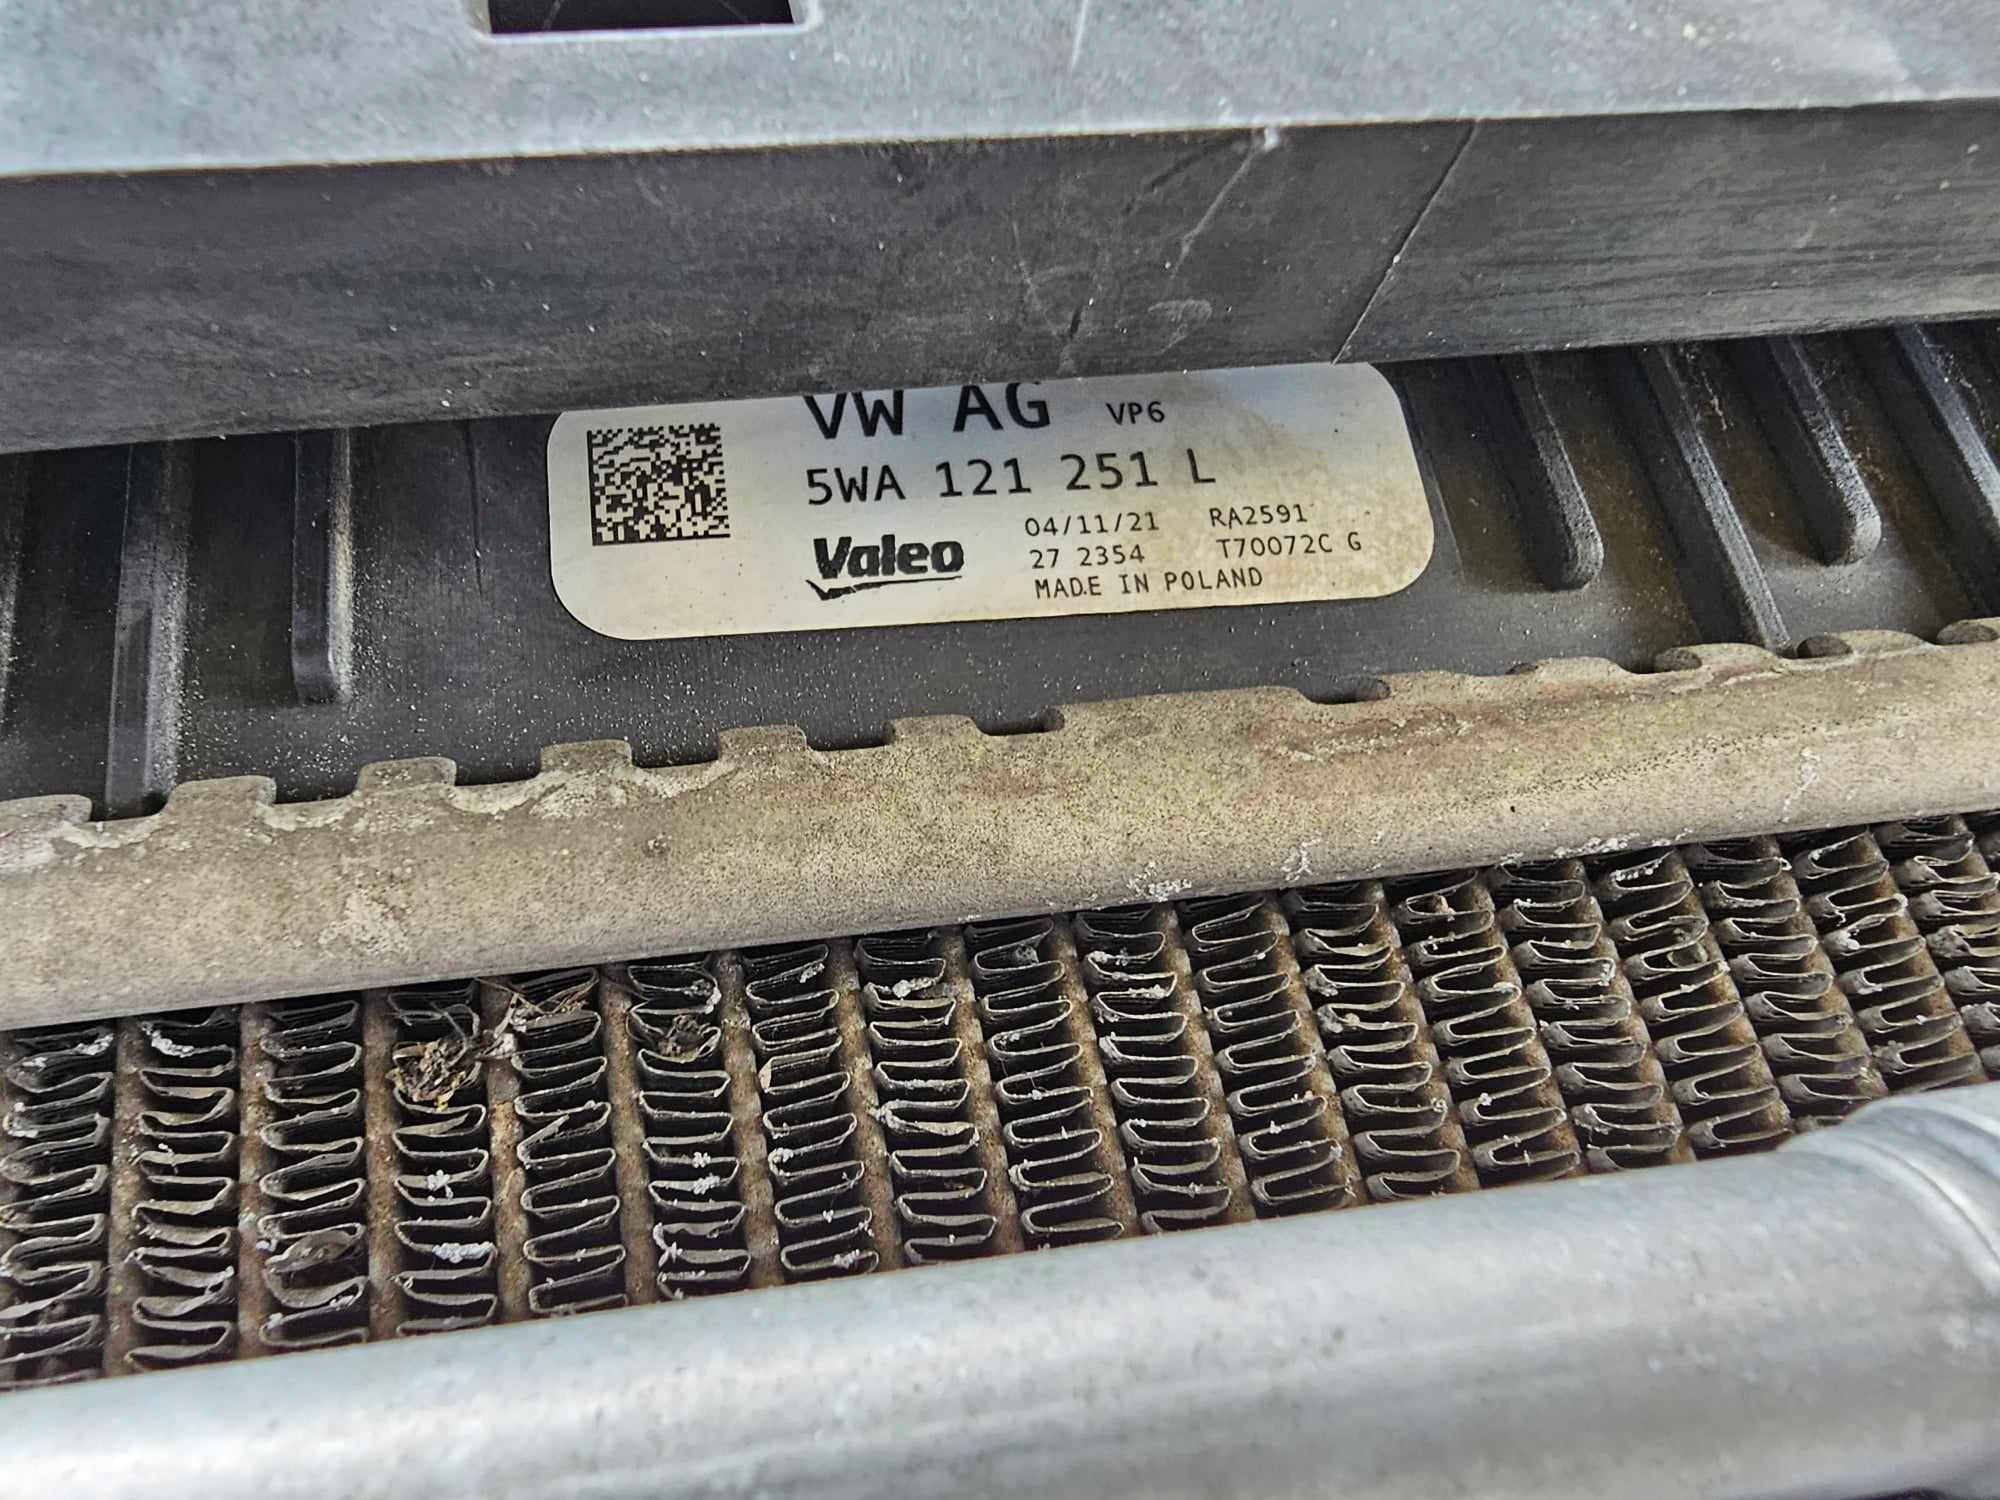 VW AG VP6
5WA 121 251 L
Valeo
04/11/21 RA2591
27 2354 T70072C G
MADE IN POLAND